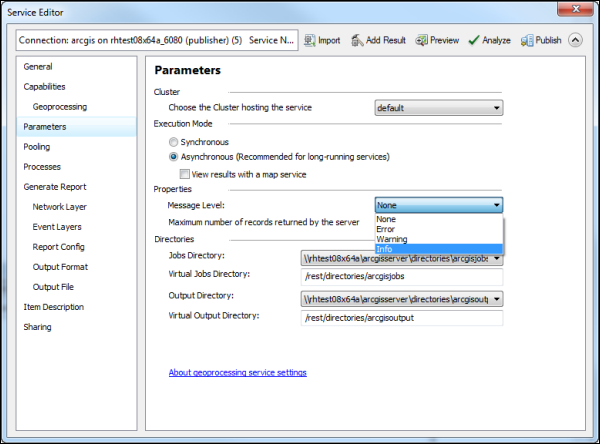 Service Editor
Connection: arcgis on rhtest08x64a_6080 (publisher) (5) Service N... Import Add Result Preview Analyze Publish
General
Capabilities
Geoprocessing
Parameters
Pooling
Processes
Generate Report
Network Layer
Event Layers
Report Config
Output Format
Output File
Item Description
Sharing
Parameters
Cluster
Choose the Cluster hosting the service default
Execution Mode
Synchronous
Asynchronous (Recommended for long-running services)
View results with a map service
Properties
Message Level: None
None
Error
Warning
Info
Maximum number of records returned by the server
Directories
Jobs Directory: \\rhtest08x64a\arcgisserver\directories\arcgisjobs
Virtual Jobs Directory: /rest/directories/arcgisjobs
Output Directory: \\rhtest08x64a\arcgisserver\directories\arcgisoutp
Virtual Output Directory: /rest/directories/arcgisoutput
About geoprocessing service settings